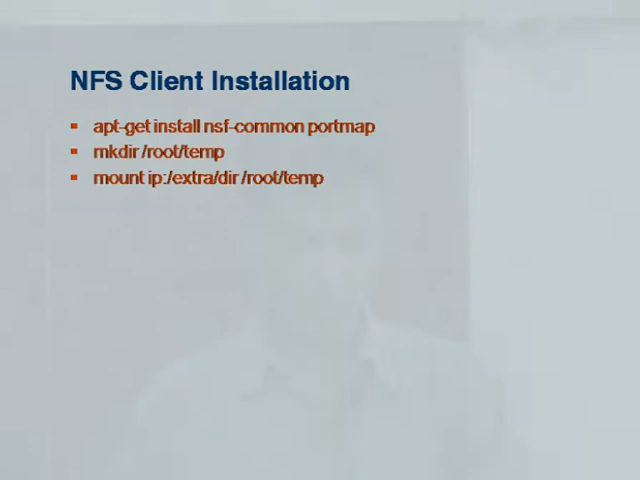 NFS Client Installation
apt-get install nsf-common portmap
mkdir /root/temp
mount ip:/extra/dir /root/temp